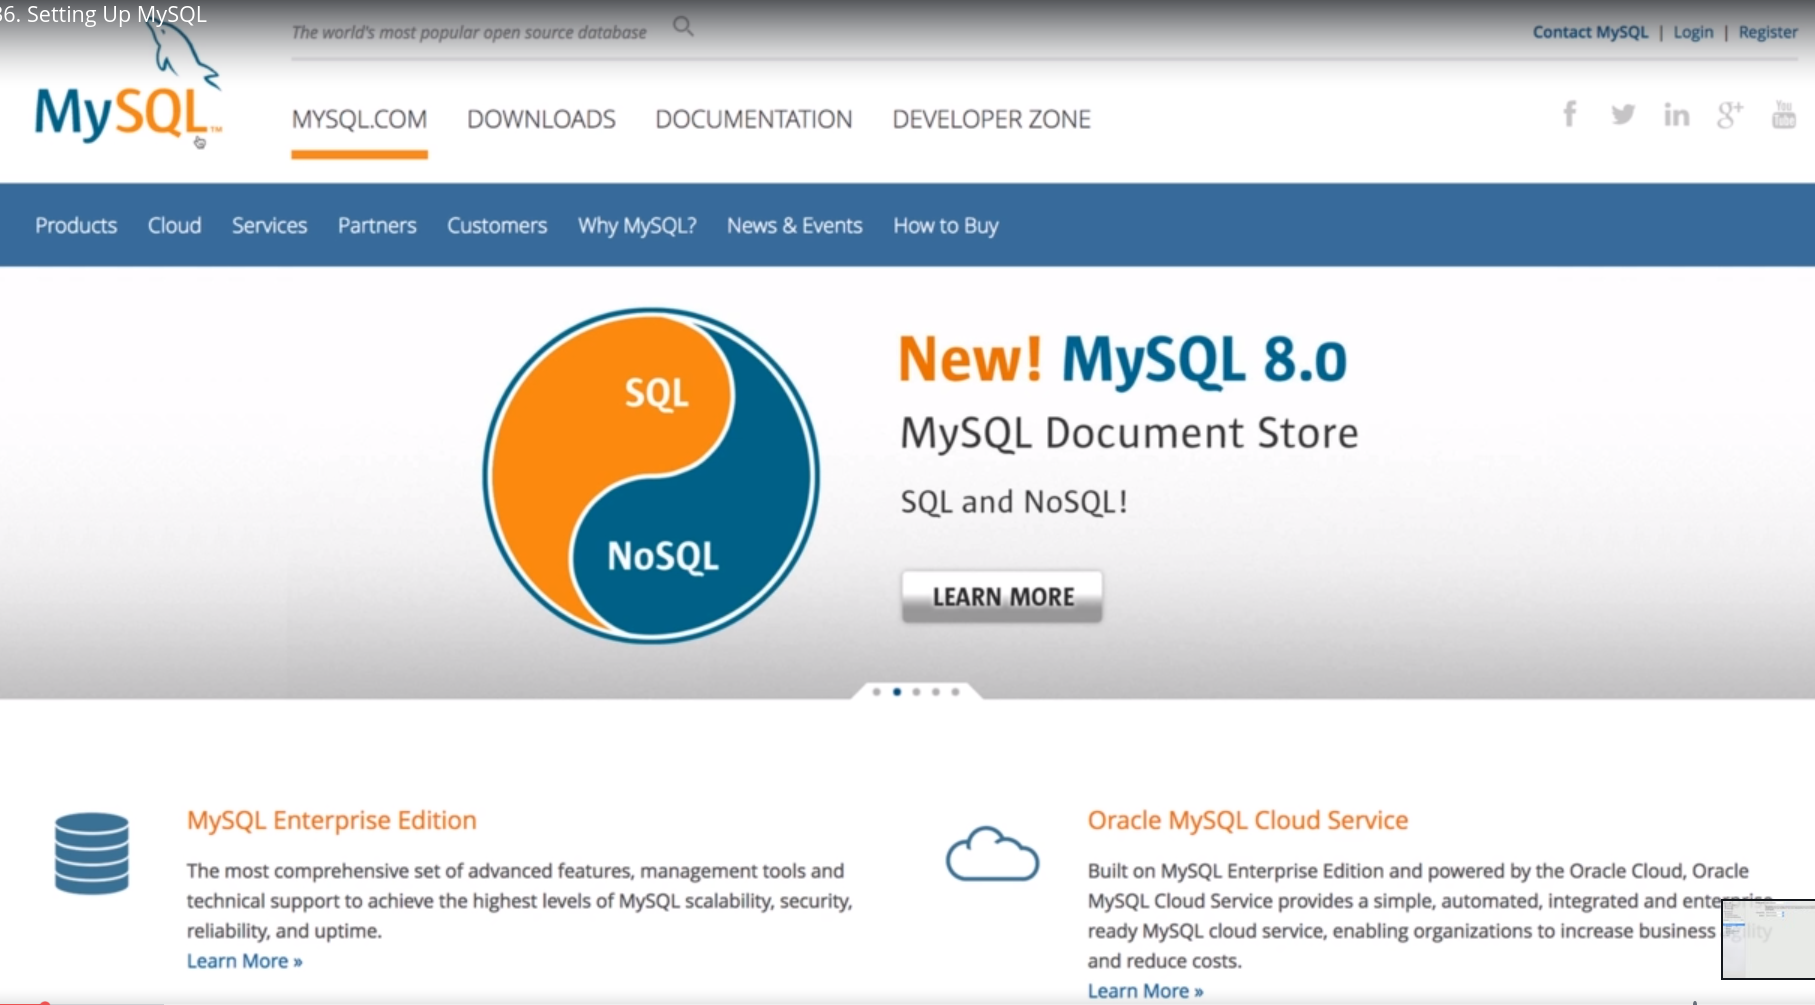 36. Setting Up MySQL
The world's most popular open source database
Contact MySQL | Login | Register
MySQL™
MYSQL.COM DOWNLOADS DOCUMENTATION DEVELOPER ZONE
f in g+ You Tube
Products Cloud Services Partners Customers Why MySQL? News & Events How to Buy
SQL
NoSQL
New! MySQL 8.0
MySQL Document Store
SQL and NoSQL!
LEARN MORE
MySQL Enterprise Edition
The most comprehensive set of advanced features, management tools and
technical support to achieve the highest levels of MySQL scalability, security,
reliability, and uptime.
Learn More »
Oracle MySQL Cloud Service
Built on MySQL Enterprise Edition and powered by the Oracle Cloud, Oracle
MySQL Cloud Service provides a simple, automated, integrated and enterprise
ready MySQL cloud service, enabling organizations to increase business agility
and reduce costs.
Learn More »